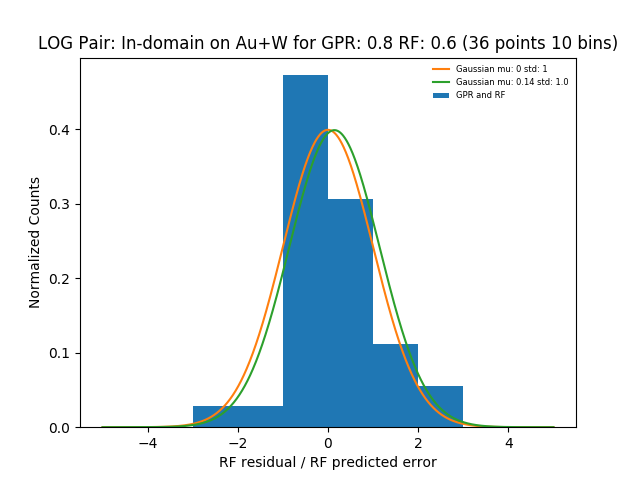 LOG Pair: In-domain on Au+W for GPR: 0.8 RF: 0.6 (36 points 10 bins)
Gaussian mu: 0 std: 1
Gaussian mu: 0.14 std: 1.0
GPR and RF
Normalized Counts
0.4
0.3
0.2
0.1
0.0
−4
−2
0
2
4
RF residual / RF predicted error